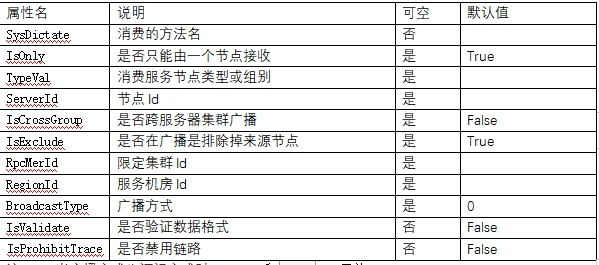 属性名 说明 可空 默认值
SysDictate 消费的方法名 否
IsOnly 是否只能由一个节点接收 是 True
TypeVal 消费服务节点类型或组别 是
ServerId 节点 Id 是
IsCrossGroup 是否跨服务器集群广播 是 False
IsExclude 是否在广播是排除掉来源节点 是 True
RpcMerId 限定集群 Id 是
RegionId 服务机房 Id 是
BroadcastType 广播方式 是 0
IsValidate 是否验证数据格式 否 False
IsProhibitTrace 是否禁用链路 否 False